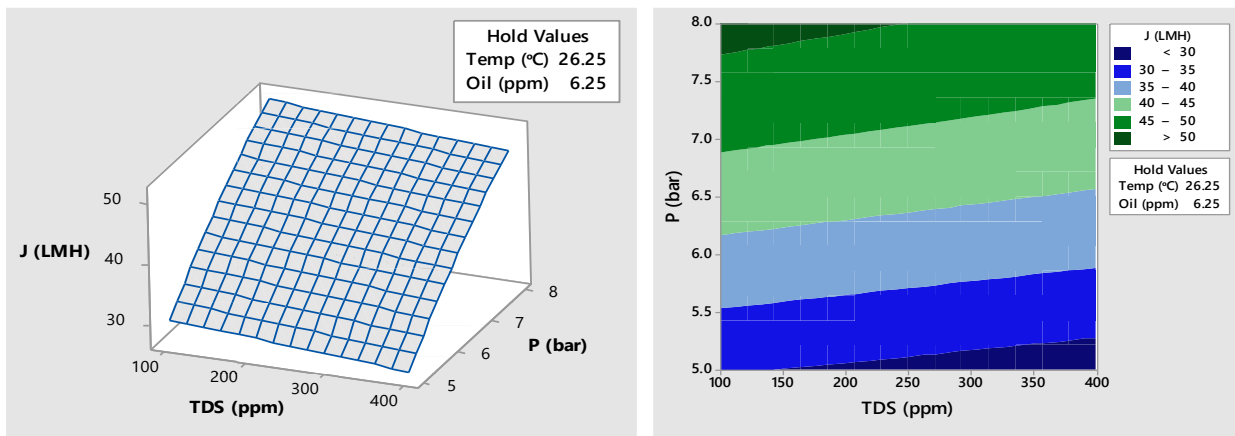 Hold Values
Temp (ºC) 26.25
Oil (ppm) 6.25
50
40
30
J (LMH)
100
200
300
400
TDS (ppm)
5
6
7
8
P (bar)
8.0
7.5
7.0
6.5
6.0
5.5
5.0
P (bar)
100
150
200
250
300
350
400
TDS (ppm)
J (LMH)
< 30
30 – 35
35 – 40
40 – 45
45 – 50
> 50
Hold Values
Temp (ºC) 26.25
Oil (ppm) 6.25